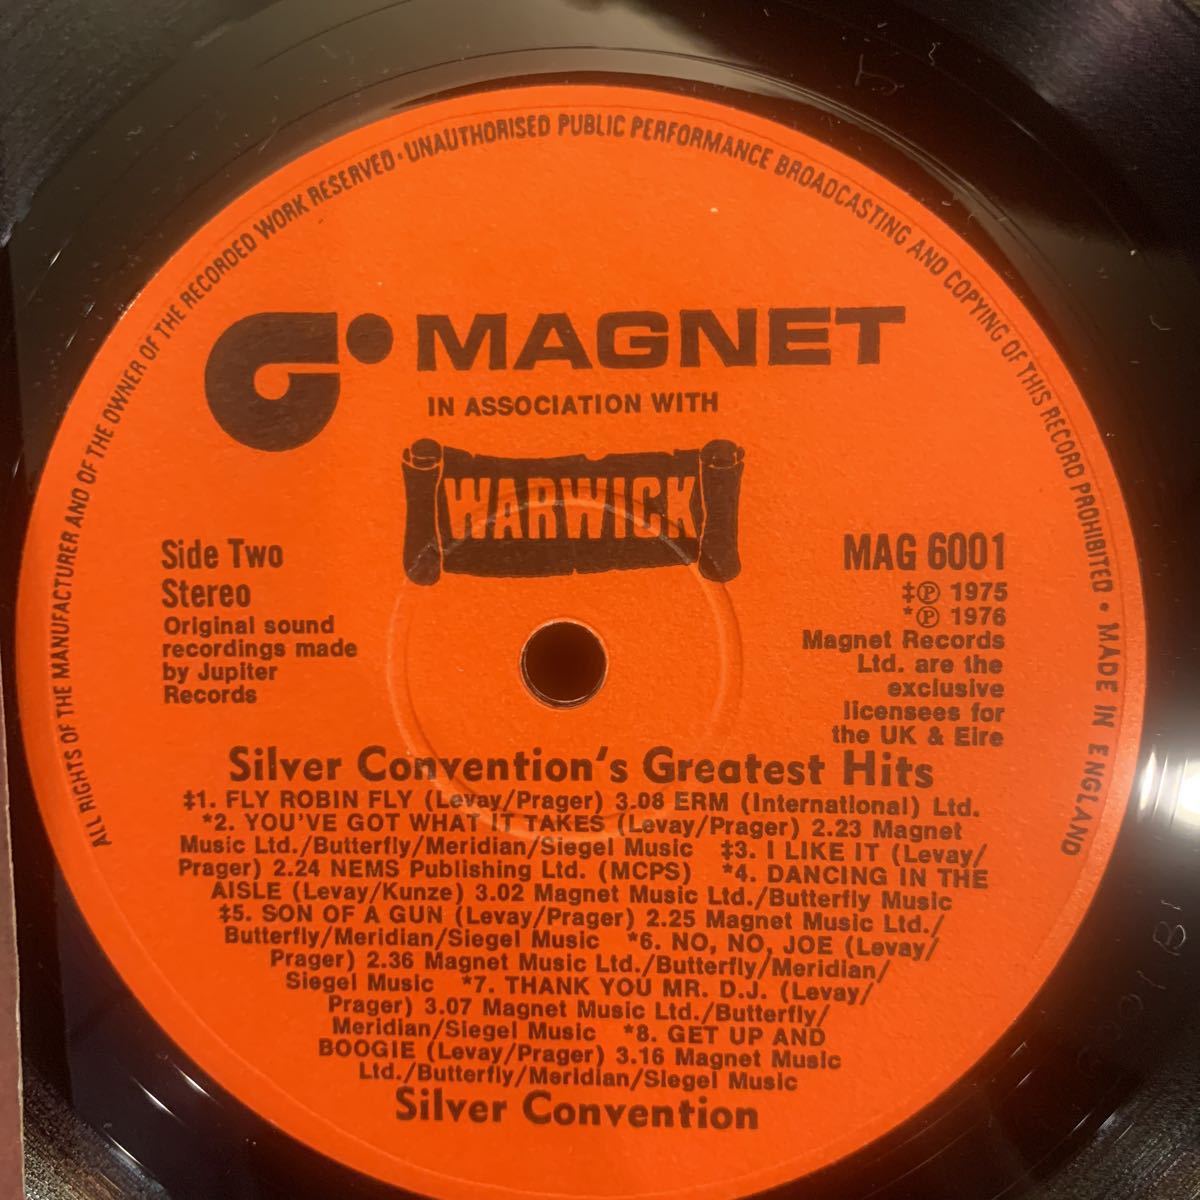 ALL RIGHTS OF THE MANUFACTURER AND OF THE OWNER OF THE RECORDED WORK RESERVED · UNAUTHORISED PUBLIC PERFORMANCE BROADCASTING AND COPYING OF THIS RECORD PROHIBITED · MADE IN ENGLAND
MAGNET
IN ASSOCIATION WITH
WARWICK
Side Two
Stereo
Original sound
recordings made
by Jupiter
Records
MAG 6001
‡℗ 1975
*℗ 1976
Magnet Records
Ltd. are the
exclusive
licensees for
the UK & Eire
Silver Convention's Greatest Hits
‡1. FLY ROBIN FLY (Levay/Prager) 3.08 ERM (International) Ltd.
*2. YOU'VE GOT WHAT IT TAKES (Levay/Prager) 2.23 Magnet
Music Ltd./Butterfly/Meridian/Siegel Music ‡3. I LIKE IT (Levay/
Prager) 2.24 NEMS Publishing Ltd. (MCPS) *4. DANCING IN THE
AISLE (Levay/Kunze) 3.02 Magnet Music Ltd./Butterfly Music
‡5. SON OF A GUN (Levay/Prager) 2.25 Magnet Music Ltd./
Butterfly/Meridian/Siegel Music *6. NO, NO, JOE (Levay/
Prager) 2.36 Magnet Music Ltd./Butterfly/Meridian/
Siegel Music *7. THANK YOU MR. D.J. (Levay/
Prager) 3.07 Magnet Music Ltd./Butterfly/
Meridian/Siegel Music *8. GET UP AND
BOOGIE (Levay/Prager) 3.16 Magnet Music
Ltd./Butterfly/Meridian/Siegel Music
Silver Convention